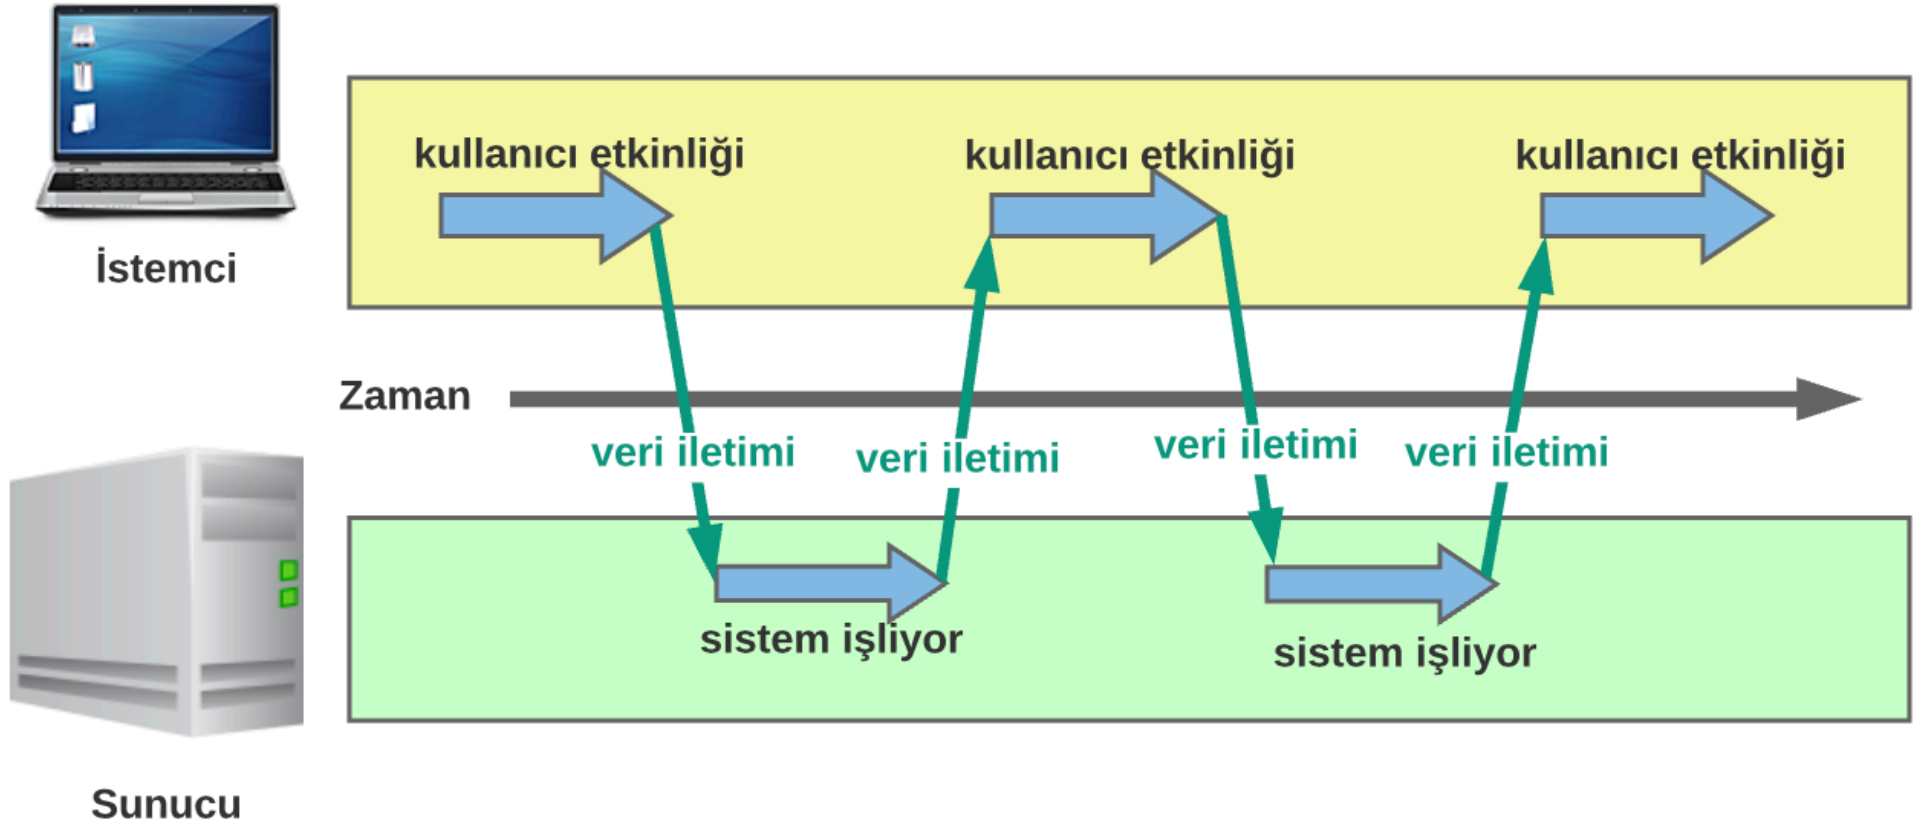 kullanıcı etkinliği
kullanıcı etkinliği
kullanıcı etkinliği
İstemci
Zaman
veri iletimi
veri iletimi
veri iletimi
veri iletimi
sistem işliyor
sistem işliyor
Sunucu